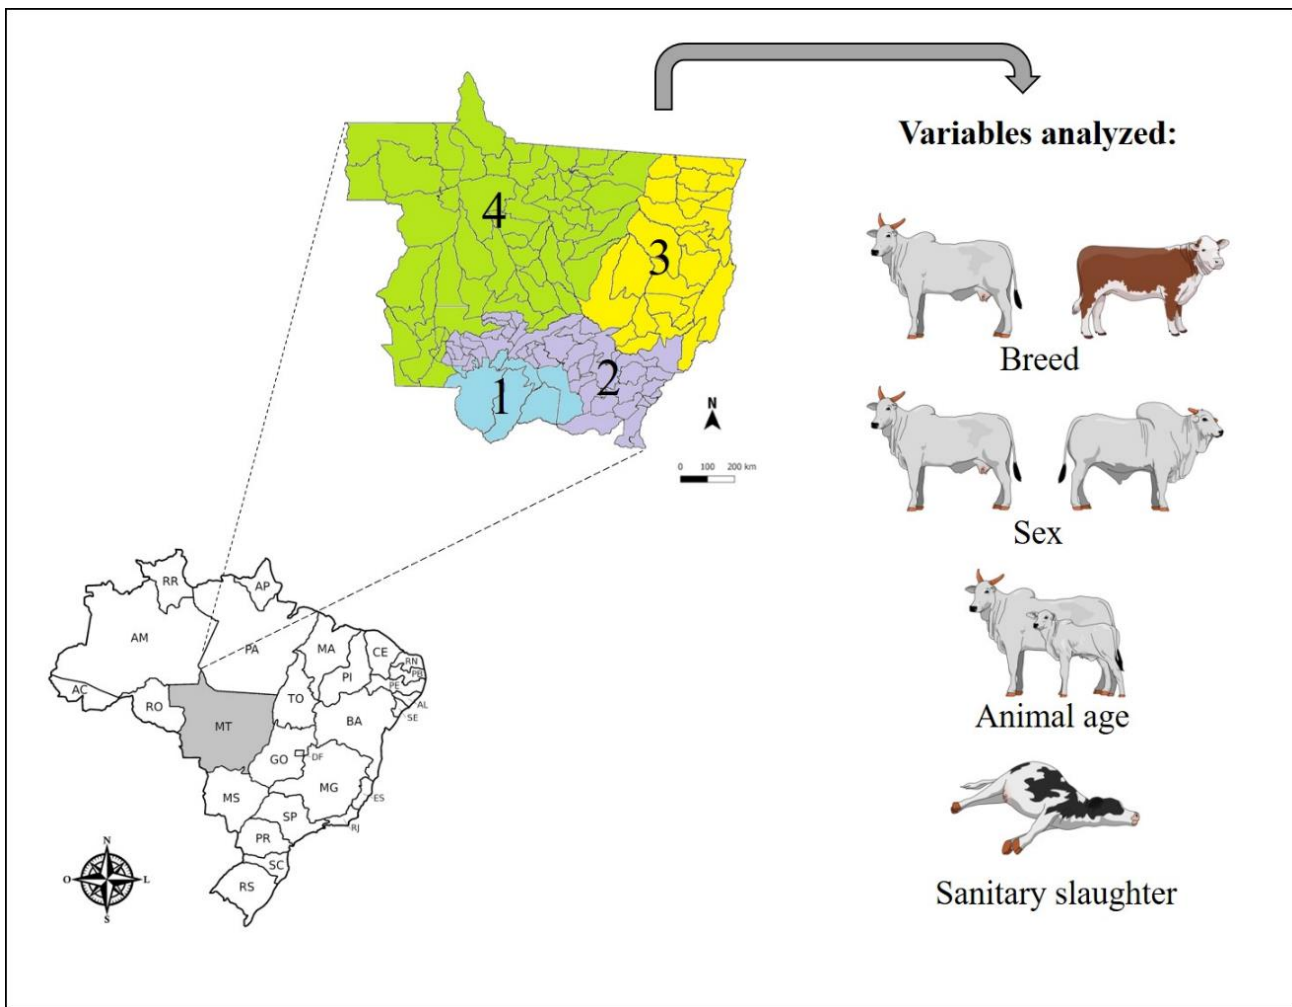 Variables analyzed:
4
3
2
1
N
0 100 200 km
Breed
Sex
Animal age
Sanitary slaughter
RR
AP
AM
PA
MA
CE
RN
PB
PE
PI
AL
SE
AC
RO
TO
BA
MT
GO
DF
MG
ES
MS
SP
RJ
PR
SC
RS
N
O L
S